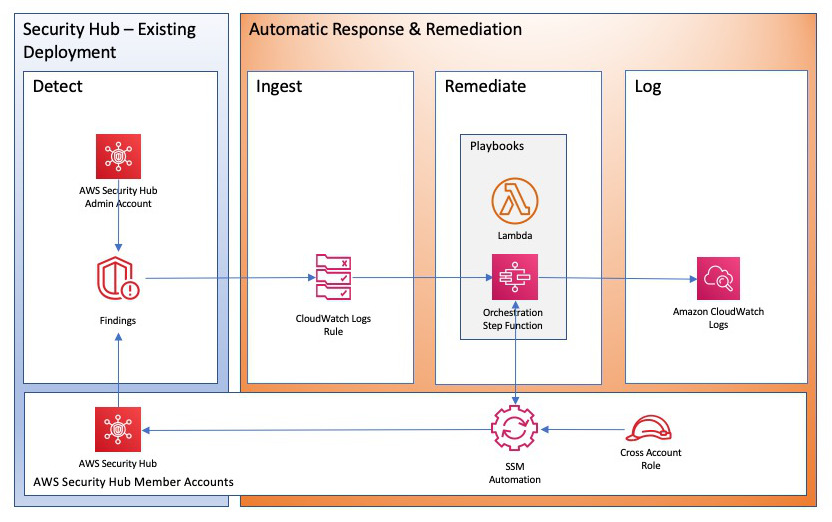 Security Hub – Existing
Deployment
Automatic Response & Remediation
Detect
Ingest
Remediate
Log
AWS Security Hub
Admin Account
Findings
CloudWatch Logs
Rule
Playbooks
Lambda
Orchestration
Step Function
Amazon CloudWatch
Logs
AWS Security Hub
AWS Security Hub Member Accounts
SSM
Automation
Cross Account
Role